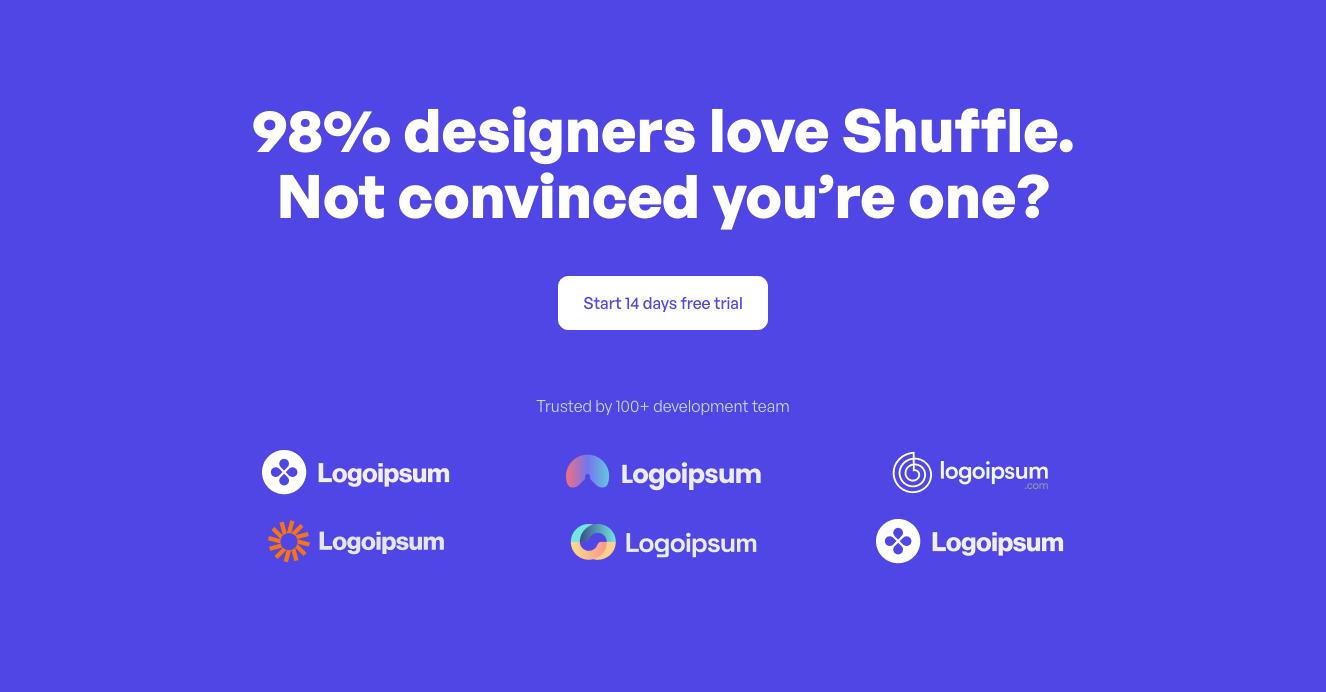 98% designers love Shuffle.
Not convinced you’re one?
Start 14 days free trial
Trusted by 100+ development team
Logoipsum
Logoipsum
logoipsum
.com
Logoipsum
Logoipsum
Logoipsum